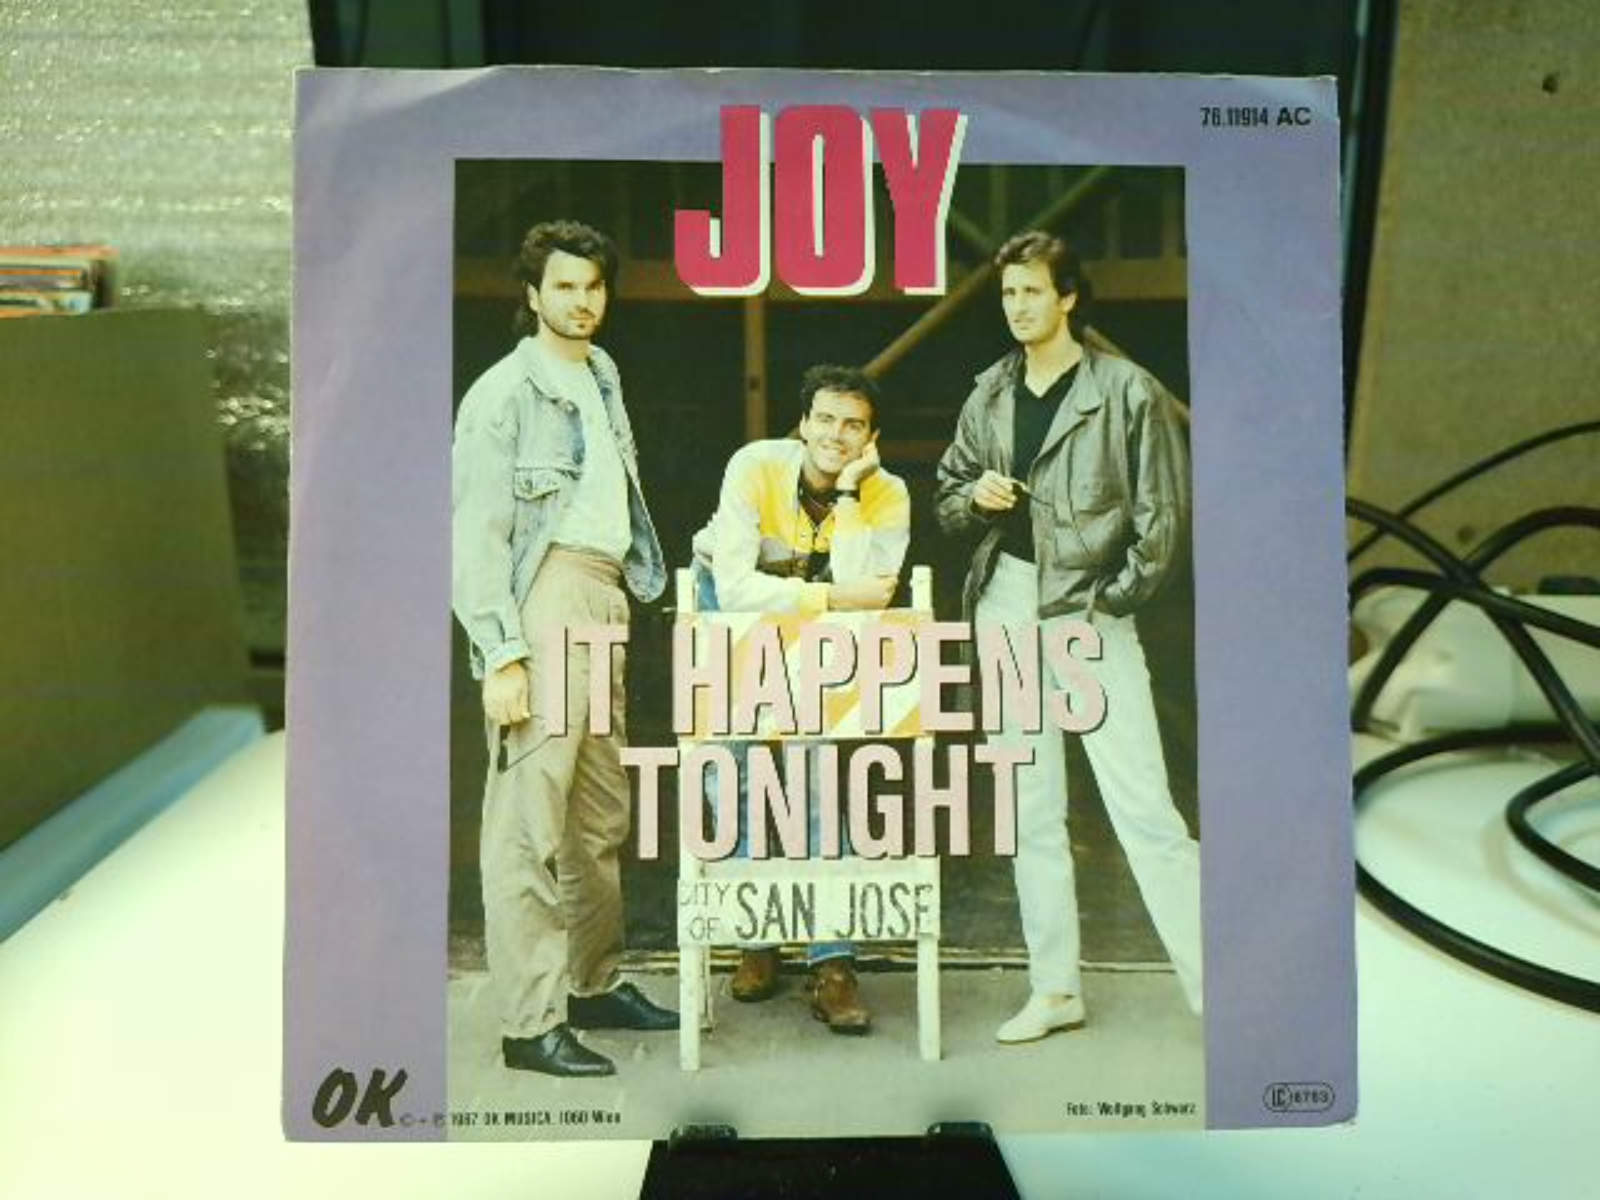 JOY
76.11914 AC
IT HAPPENS
TONIGHT
CITY OF SAN JOSE
OK
© + ℗ 1987 OK MUSICA, 1060 Wien
Foto: Wolfgang Schwarz
LC 8703